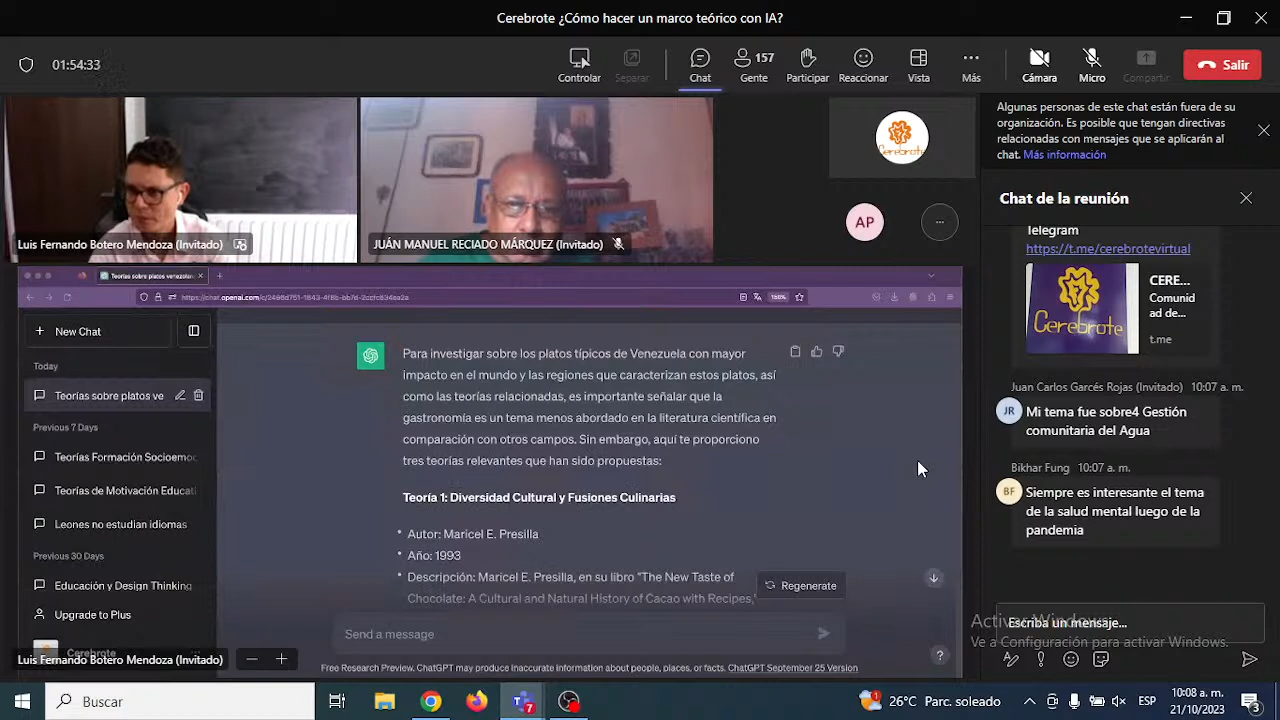 Cerebrote ¿Cómo hacer un marco teórico con IA?
01:54:33
Controlar
Separar
Chat
157
Gente
Participar
Reaccionar
Vista
Más
Cámara
Micro
Compartir
Salir
Luis Fernando Botero Mendoza (Invitado)
JUÁN MANUEL RECIADO MÁRQUEZ (Invitado)
Cerebrote
AP
Algunas personas de este chat están fuera de su
organización. Es posible que tengan directivas
relacionadas con mensajes que se aplicarán al
chat. Más información
Chat de la reunión
Telegram
https://t.me/cerebrotevirtual
Cerebrote
CERE...
Comunid
ad de...
t.me
Juan Carlos Garcés Rojas (Invitado) 10:07 a. m.
JR
Mi tema fue sobre4 Gestión
comunitaria del Agua
Bikhar Fung 10:07 a. m.
BF
Siempre es interesante el tema
de la salud mental luego de la
pandemia
Escriba un mensaje...
Activar Windows
Ve a Configuración para activar Windows.
Teorías sobre platos venezolan
150%
New Chat
Today
Teorías sobre platos ve
Previous 7 Days
Teorías Formación Socioemoc
Teorías de Motivación Educati
Leones no estudian idiomas
Previous 30 Days
Educación y Design Thinking
Upgrade to Plus
Cerebrote
Luis Fernando Botero Mendoza (Invitado)
Para investigar sobre los platos típicos de Venezuela con mayor
impacto en el mundo y las regiones que caracterizan estos platos, así
como las teorías relacionadas, es importante señalar que la
gastronomía es un tema menos abordado en la literatura científica en
comparación con otros campos. Sin embargo, aquí te proporciono
tres teorías relevantes que han sido propuestas:
Teoría 1: Diversidad Cultural y Fusiones Culinarias
• Autor: Maricel E. Presilla
• Año: 1993
• Descripción: Maricel E. Presilla, en su libro "The New Taste of
Chocolate: A Cultural and Natural History of Cacao with Recipes,"
Regenerate
Send a message
Free Research Preview. ChatGPT may produce inaccurate information about people, places, or facts. ChatGPT September 25 Version
?
Buscar
7
1
26°C Parc. soleado
ESP
10:08 a. m.
21/10/2023
3